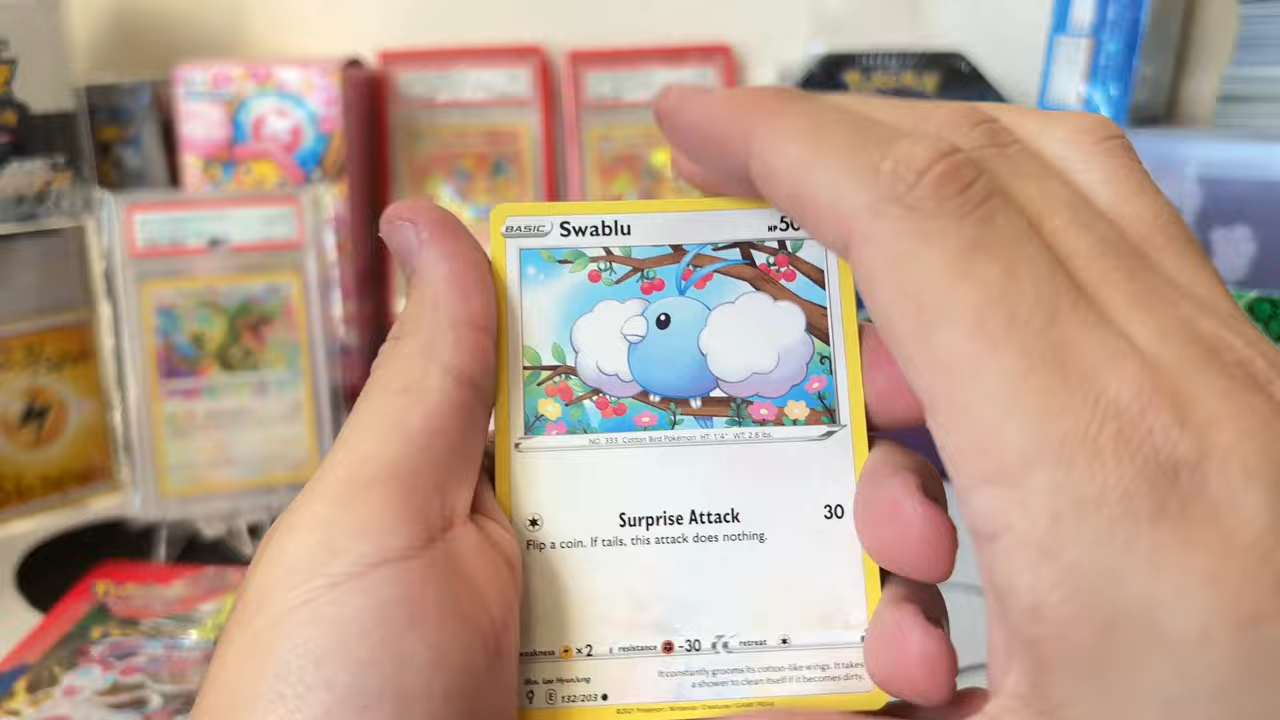 BASIC Swablu HP 50
NO. 333 Cotton Bird Pokémon HT: 1'4" WT: 2.6 lbs.
Surprise Attack 30
Flip a coin. If tails, this attack does nothing.
weakness ×2 resistance -30 retreat
It constantly grooms its cotton-like wings. It takes
a shower to clean itself if it becomes dirty.
Illus. Lee HyunJung
E 132/203
©2021 Pokémon / Nintendo / Creatures / GAME FREAK